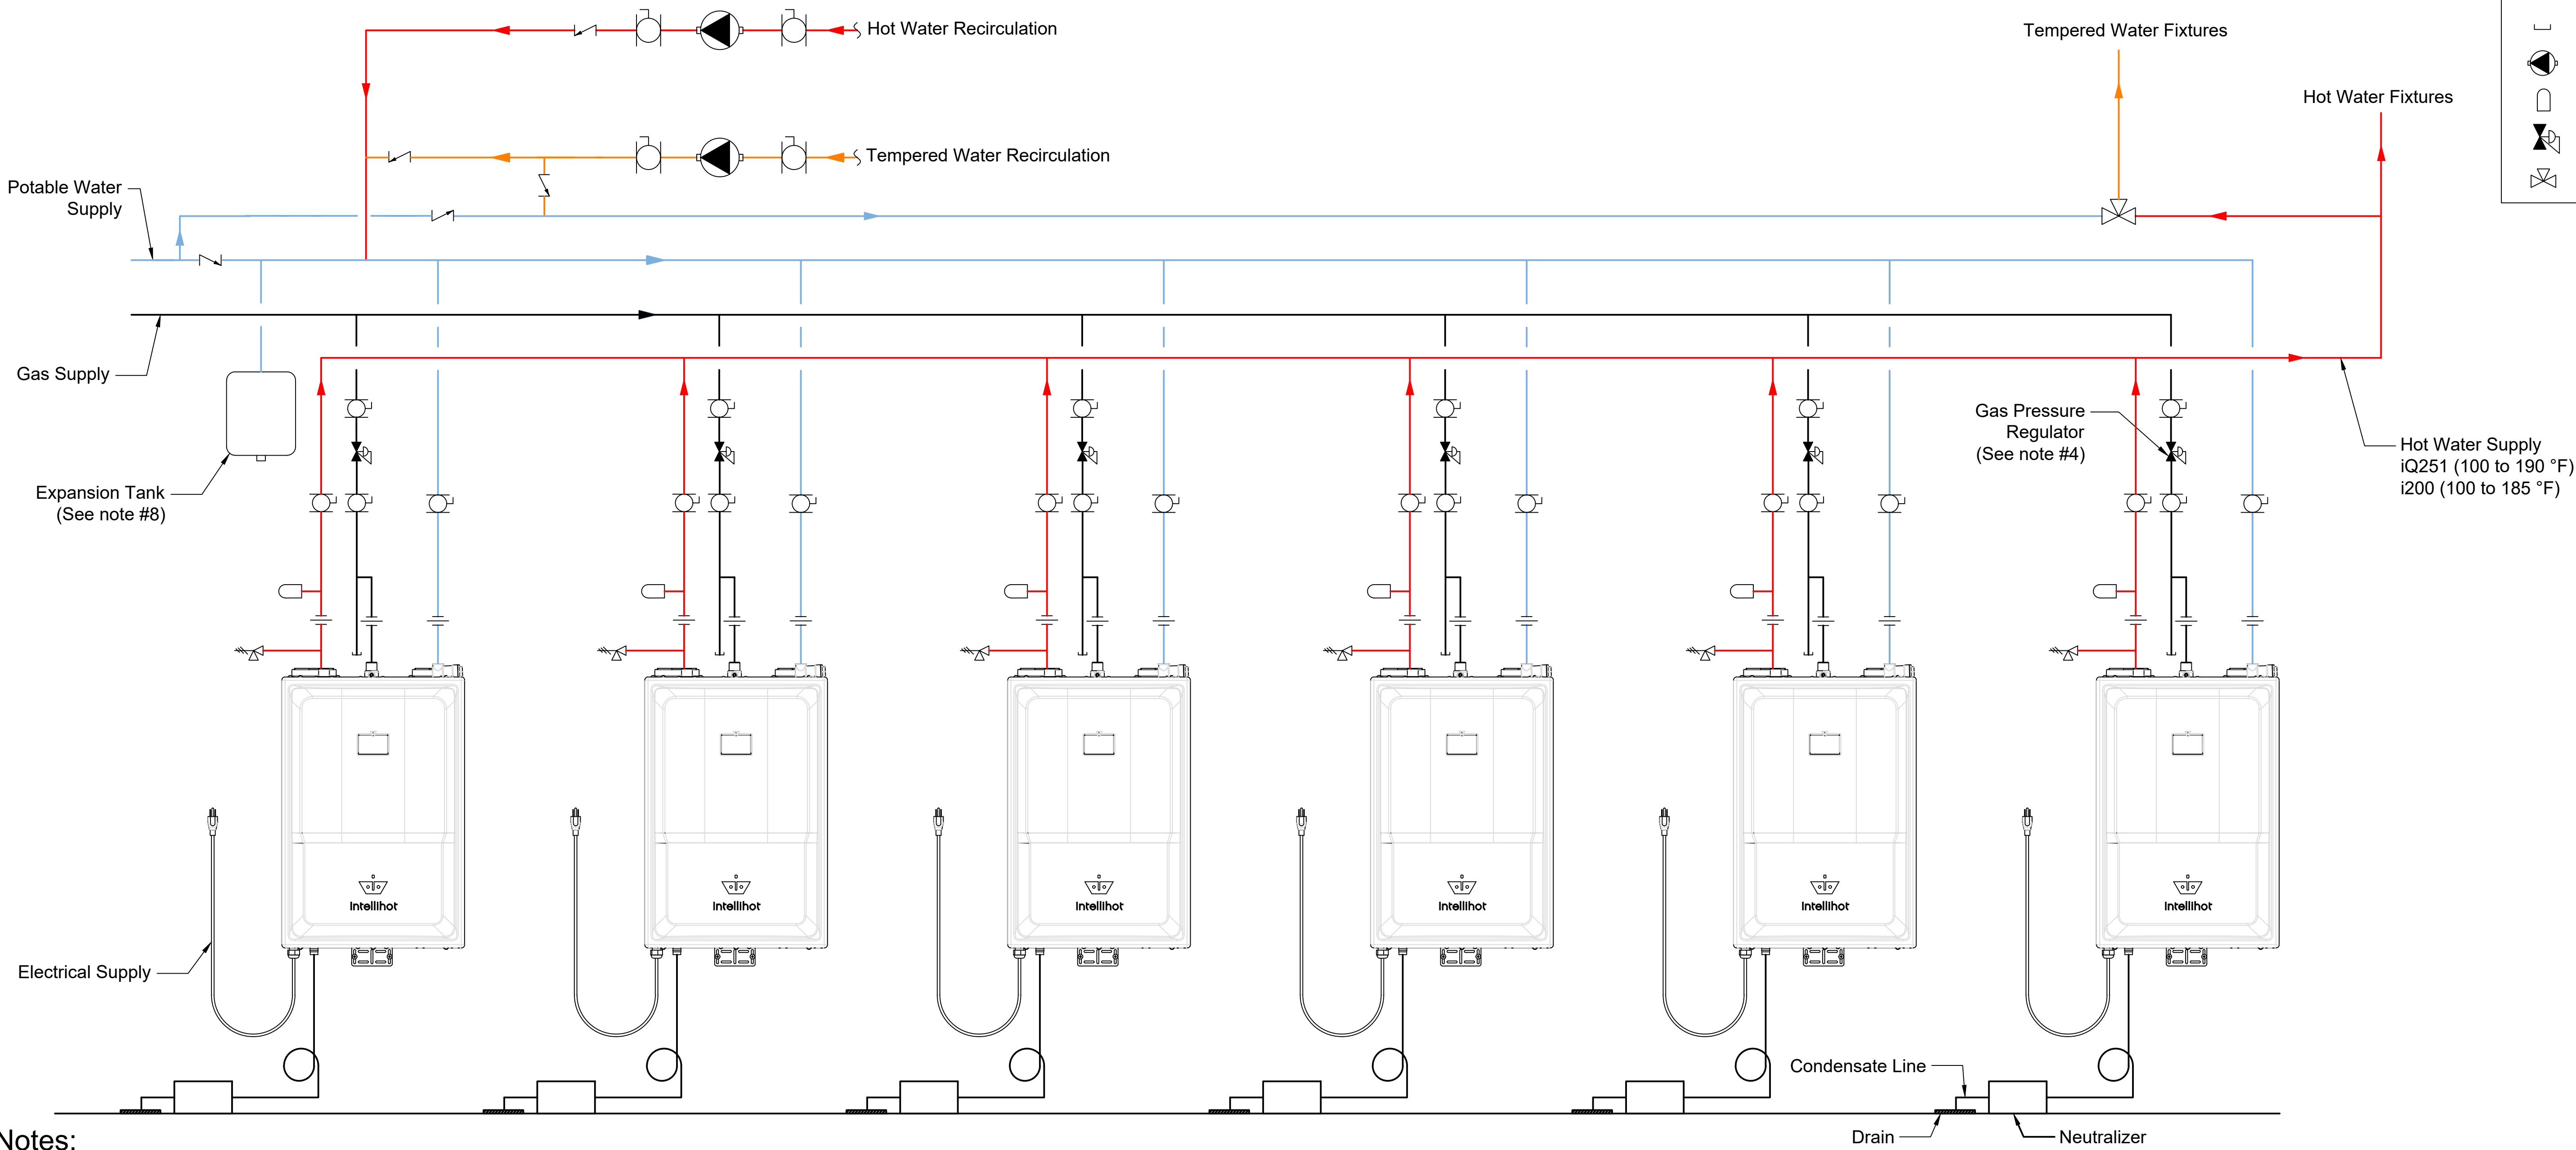 Hot Water Recirculation
Tempered Water Fixtures
Hot Water Fixtures
Tempered Water Recirculation
Potable Water
Supply
Gas Supply
Gas Pressure
Regulator
(See note #4)
Hot Water Supply
iQ251 (100 to 190 °F)
i200 (100 to 185 °F)
Expansion Tank
(See note #8)
Intellihot
Intellihot
Intellihot
Intellihot
Intellihot
Intellihot
Electrical Supply
Condensate Line
Drain
Neutralizer
Notes: